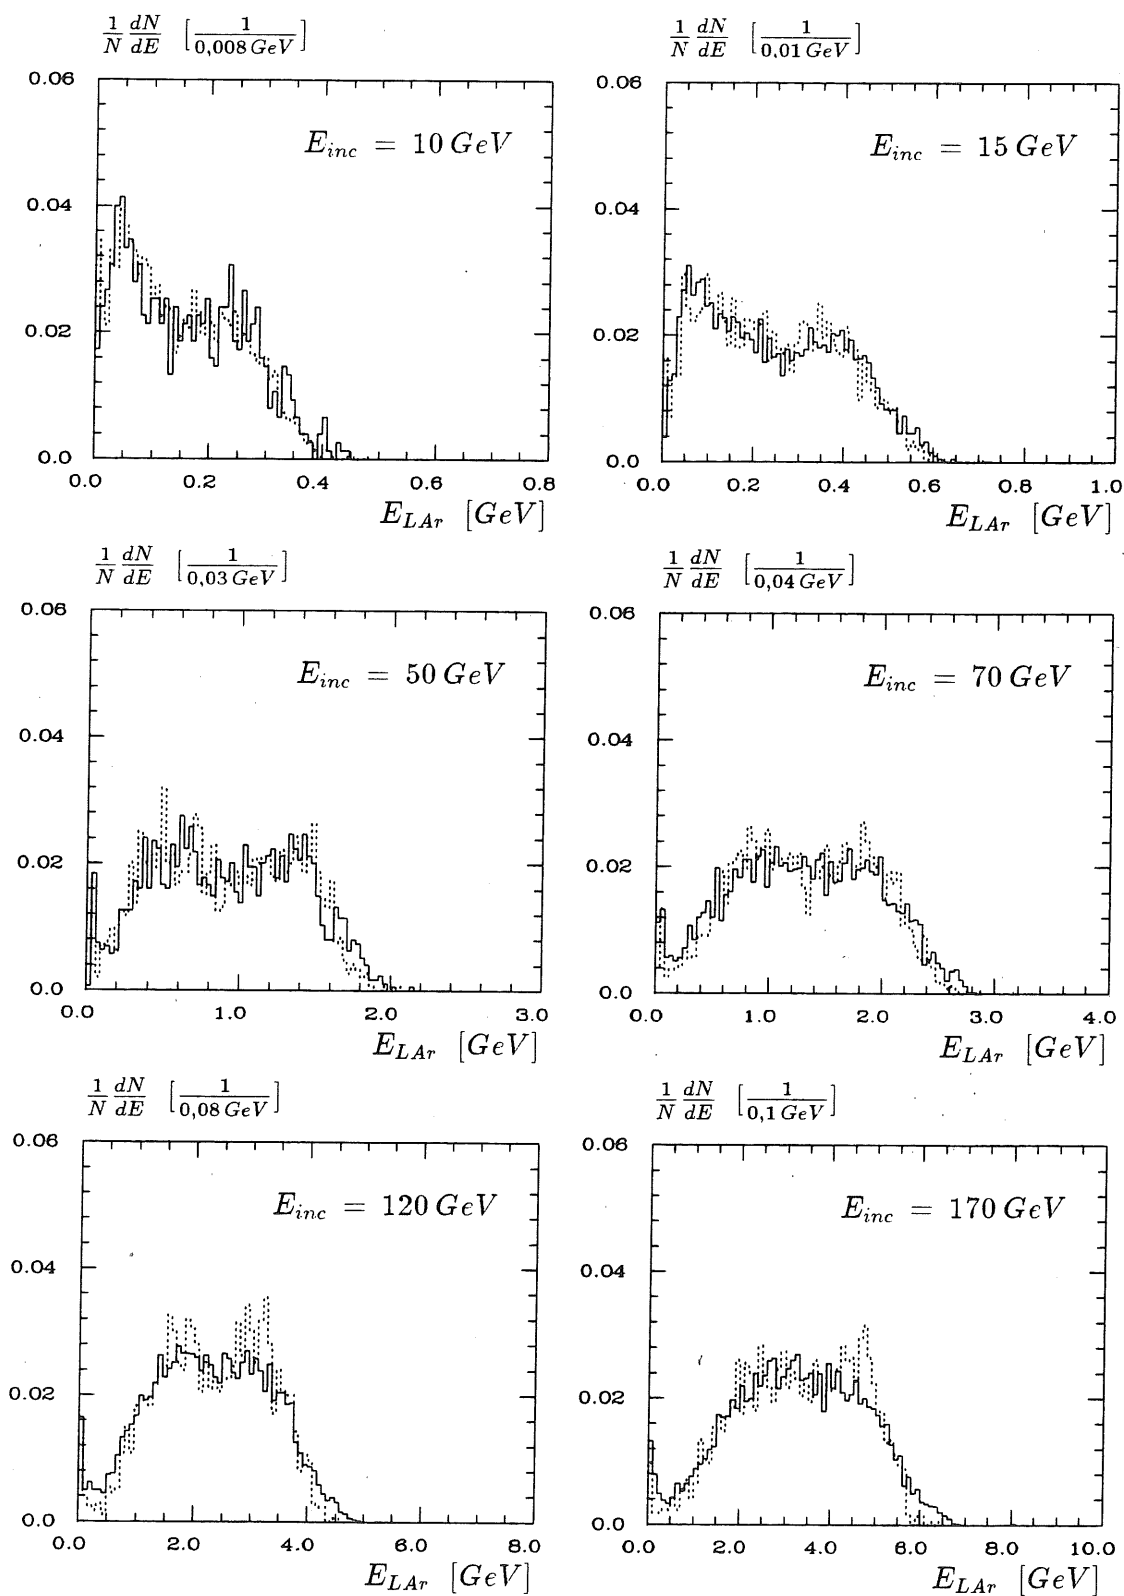 1/N dN/dE [1/0,008 GeV]
0.06
0.04
0.02
0.0
E_inc = 10 GeV
0.0 0.2 0.4 0.6 0.8
E_LAr [GeV]
1/N dN/dE [1/0,01 GeV]
0.06
0.04
0.02
0.0
E_inc = 15 GeV
0.0 0.2 0.4 0.6 0.8 1.0
E_LAr [GeV]
1/N dN/dE [1/0,03 GeV]
0.06
0.04
0.02
0.0
E_inc = 50 GeV
0.0 1.0 2.0 3.0
E_LAr [GeV]
1/N dN/dE [1/0,04 GeV]
0.06
0.04
0.02
0.0
E_inc = 70 GeV
0.0 1.0 2.0 3.0 4.0
E_LAr [GeV]
1/N dN/dE [1/0,08 GeV]
0.06
0.04
0.02
0.0
E_inc = 120 GeV
0.0 2.0 4.0 6.0 8.0
E_LAr [GeV]
1/N dN/dE [1/0,1 GeV]
0.06
0.04
0.02
0.0
E_inc = 170 GeV
0.0 2.0 4.0 6.0 8.0 10.0
E_LAr [GeV]